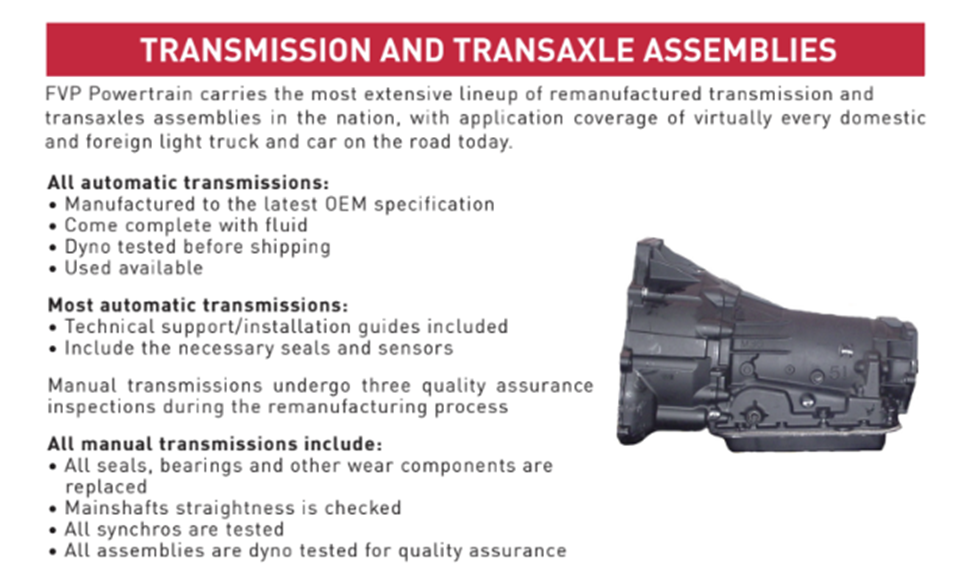 TRANSMISSION AND TRANSAXLE ASSEMBLIES
FVP Powertrain carries the most extensive lineup of remanufactured transmission and
transaxles assemblies in the nation, with application coverage of virtually every domestic
and foreign light truck and car on the road today.
All automatic transmissions:
• Manufactured to the latest OEM specification
• Come complete with fluid
• Dyno tested before shipping
• Used available
Most automatic transmissions:
• Technical support/installation guides included
• Include the necessary seals and sensors
Manual transmissions undergo three quality assurance
inspections during the remanufacturing process
All manual transmissions include:
• All seals, bearings and other wear components are
replaced
• Mainshafts straightness is checked
• All synchros are tested
• All assemblies are dyno tested for quality assurance
51